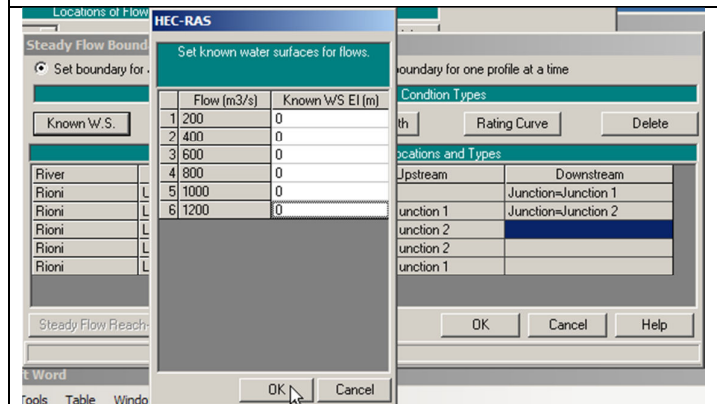 Locations of Flow
HEC-RAS
Steady Flow Bound
Set boundary for
Set known water surfaces for flows.
oundary for one profile at a time
Condtion Types
Flow (m3/s) Known WS El (m)
Known W.S.
th
Rating Curve
Delete
1 200 0
2 400 0
3 600 0
4 800 0
5 1000 0
6 1200 0
ocations and Types
River Upstream Downstream
Rioni Junction=Junction 1
Rioni L unction 1 Junction=Junction 2
Rioni L unction 2
Rioni L unction 2
Rioni L unction 1
Steady Flow Reach-
OK Cancel Help
t Word
Tools Table Windo
OK Cancel